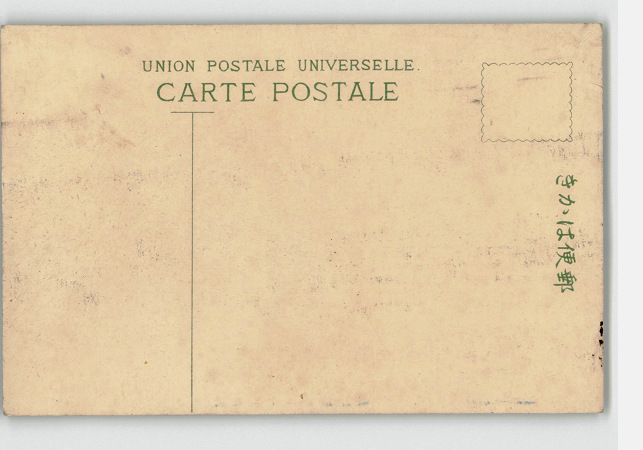 UNION POSTALE UNIVERSELLE.
CARTE POSTALE
郵便はかき